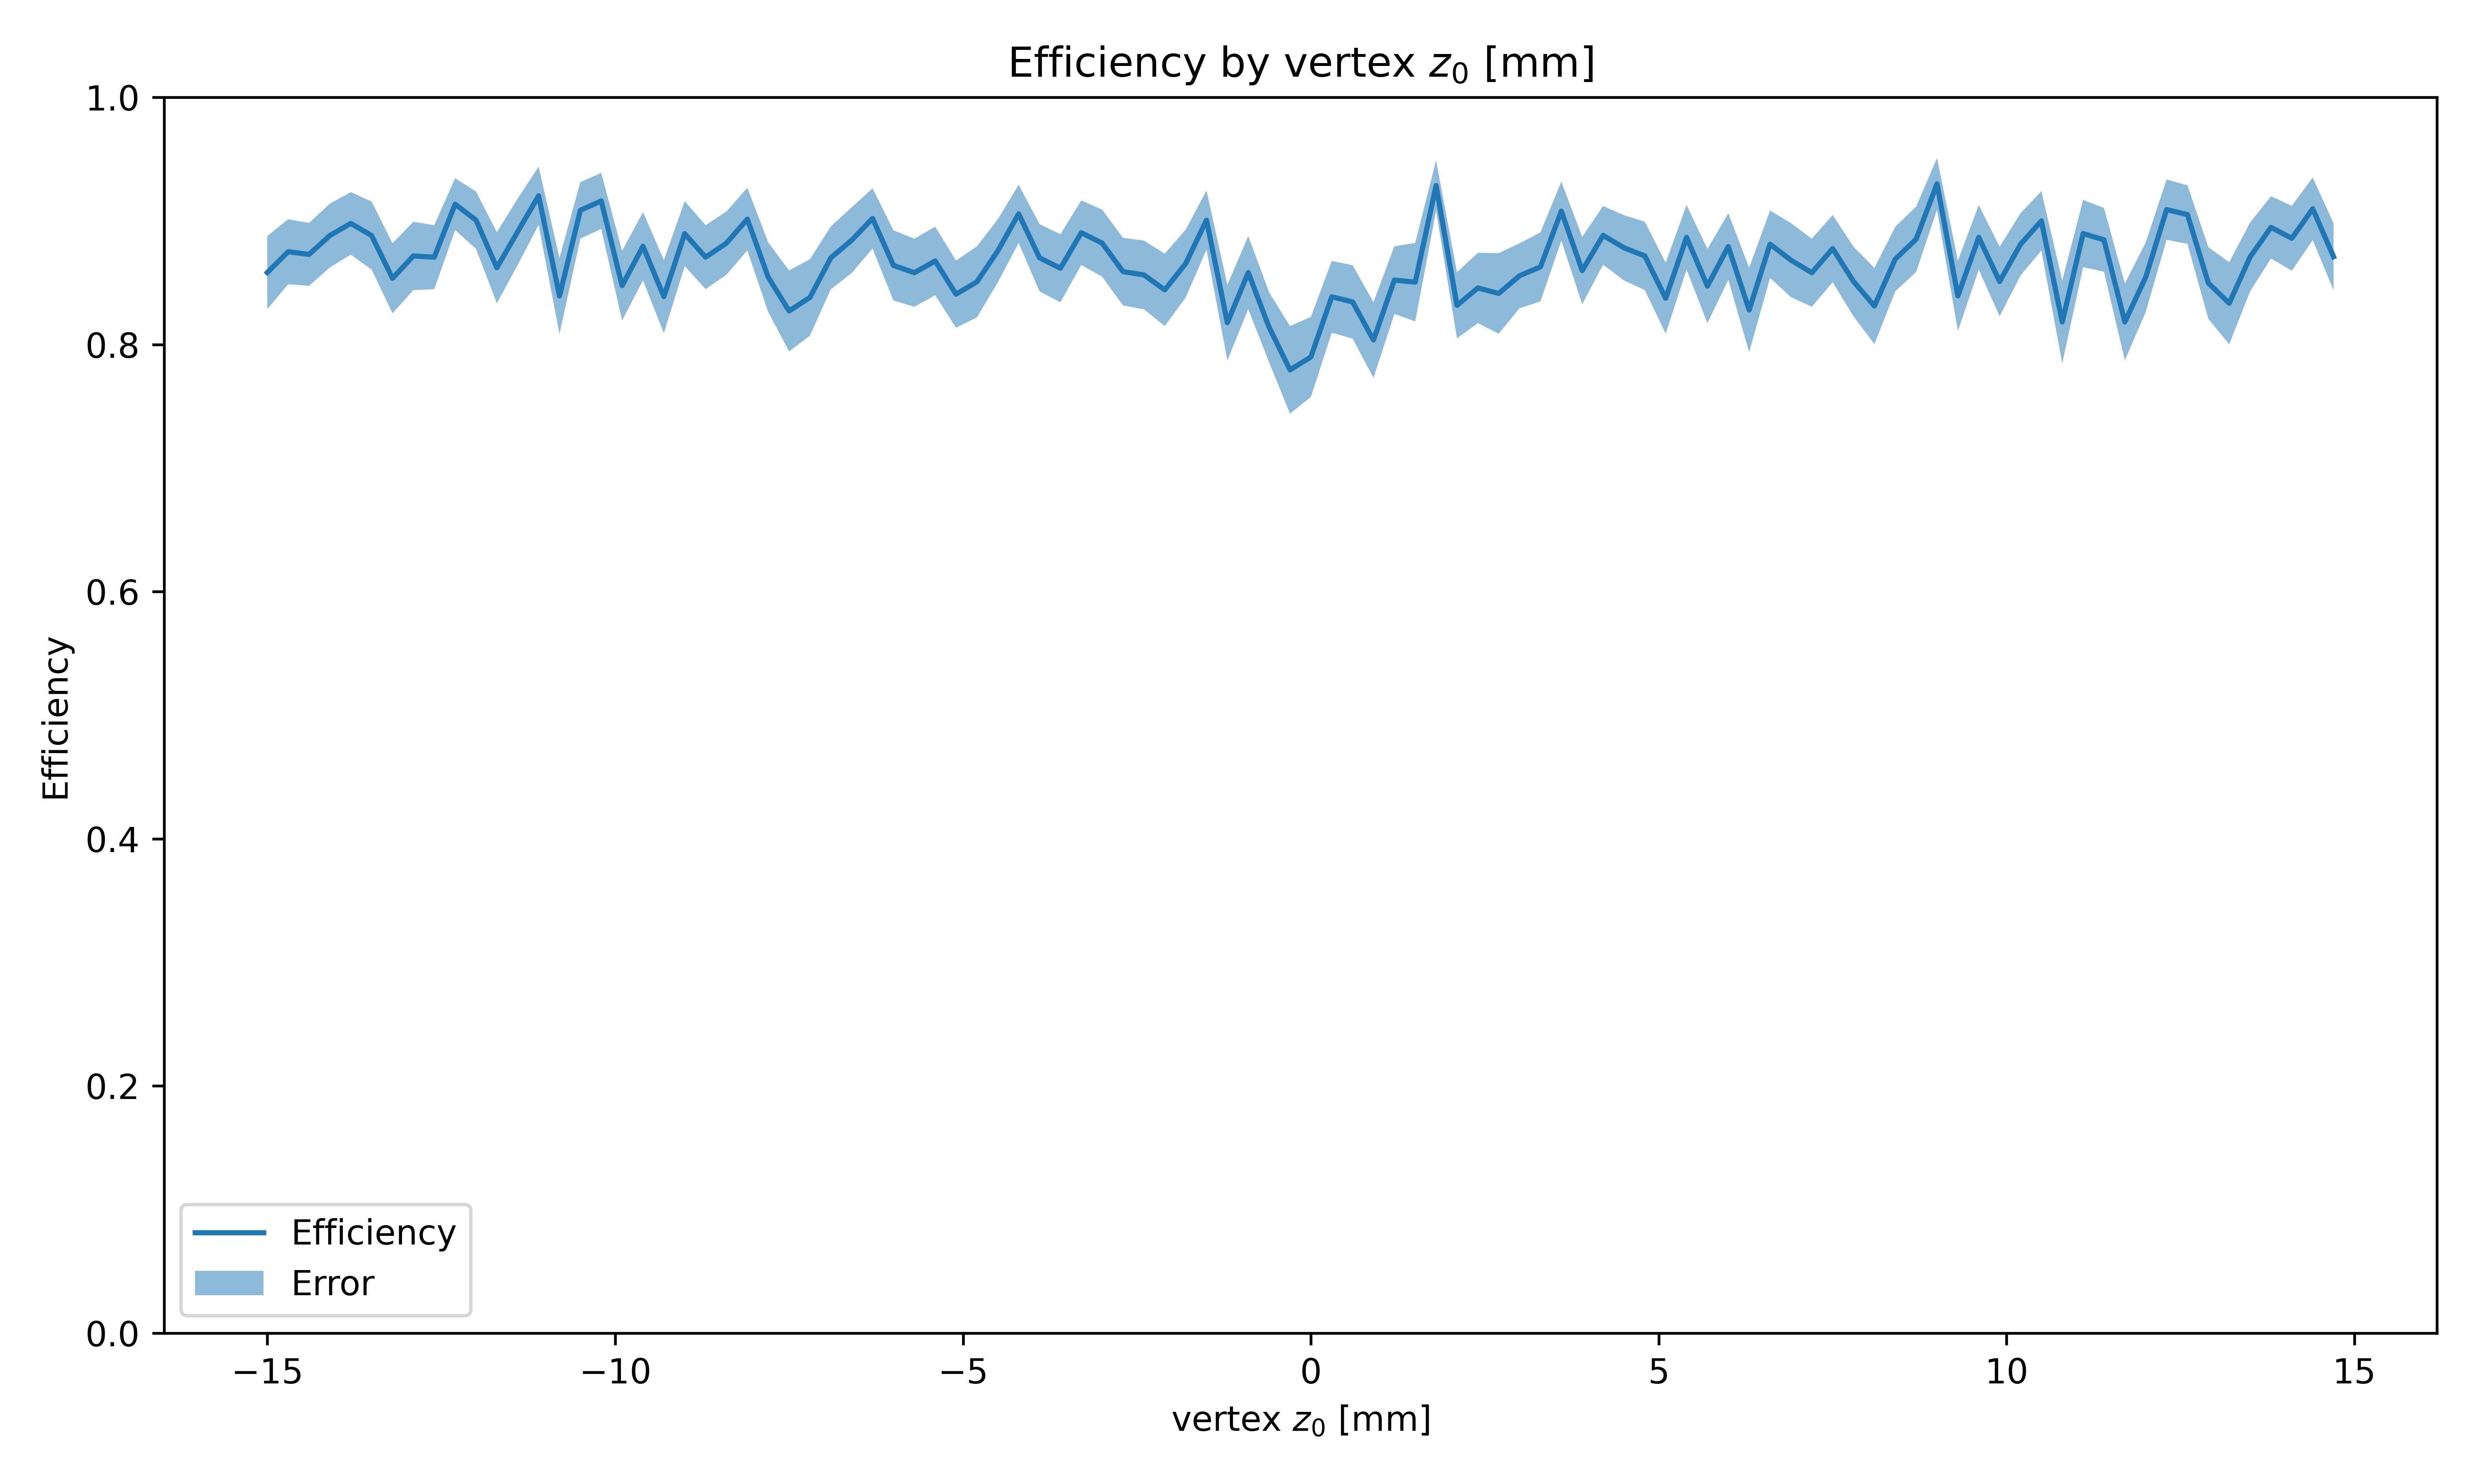 Efficiency by vertex z₀ [mm]
1.0
0.8
0.6
0.4
0.2
0.0
Efficiency
Efficiency
Error
−15 −10 −5 0 5 10 15
vertex z₀ [mm]